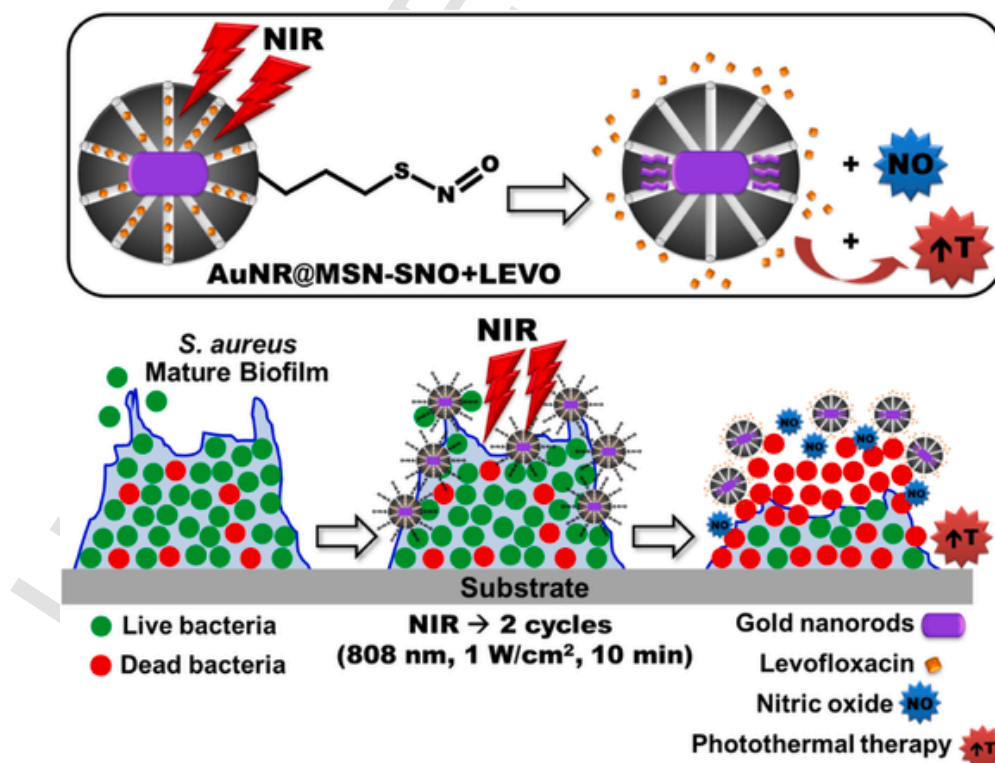 NIR
S
N
O
+
NO
+
↑T
AuNR@MSN-SNO+LEVO
S. aureus
Mature Biofilm
NIR
NO
NO
NO
NO
NO
↑T
Substrate
Live bacteria
Dead bacteria
NIR → 2 cycles
(808 nm, 1 W/cm², 10 min)
Gold nanorods
Levofloxacin
Nitric oxide NO
Photothermal therapy ↑T